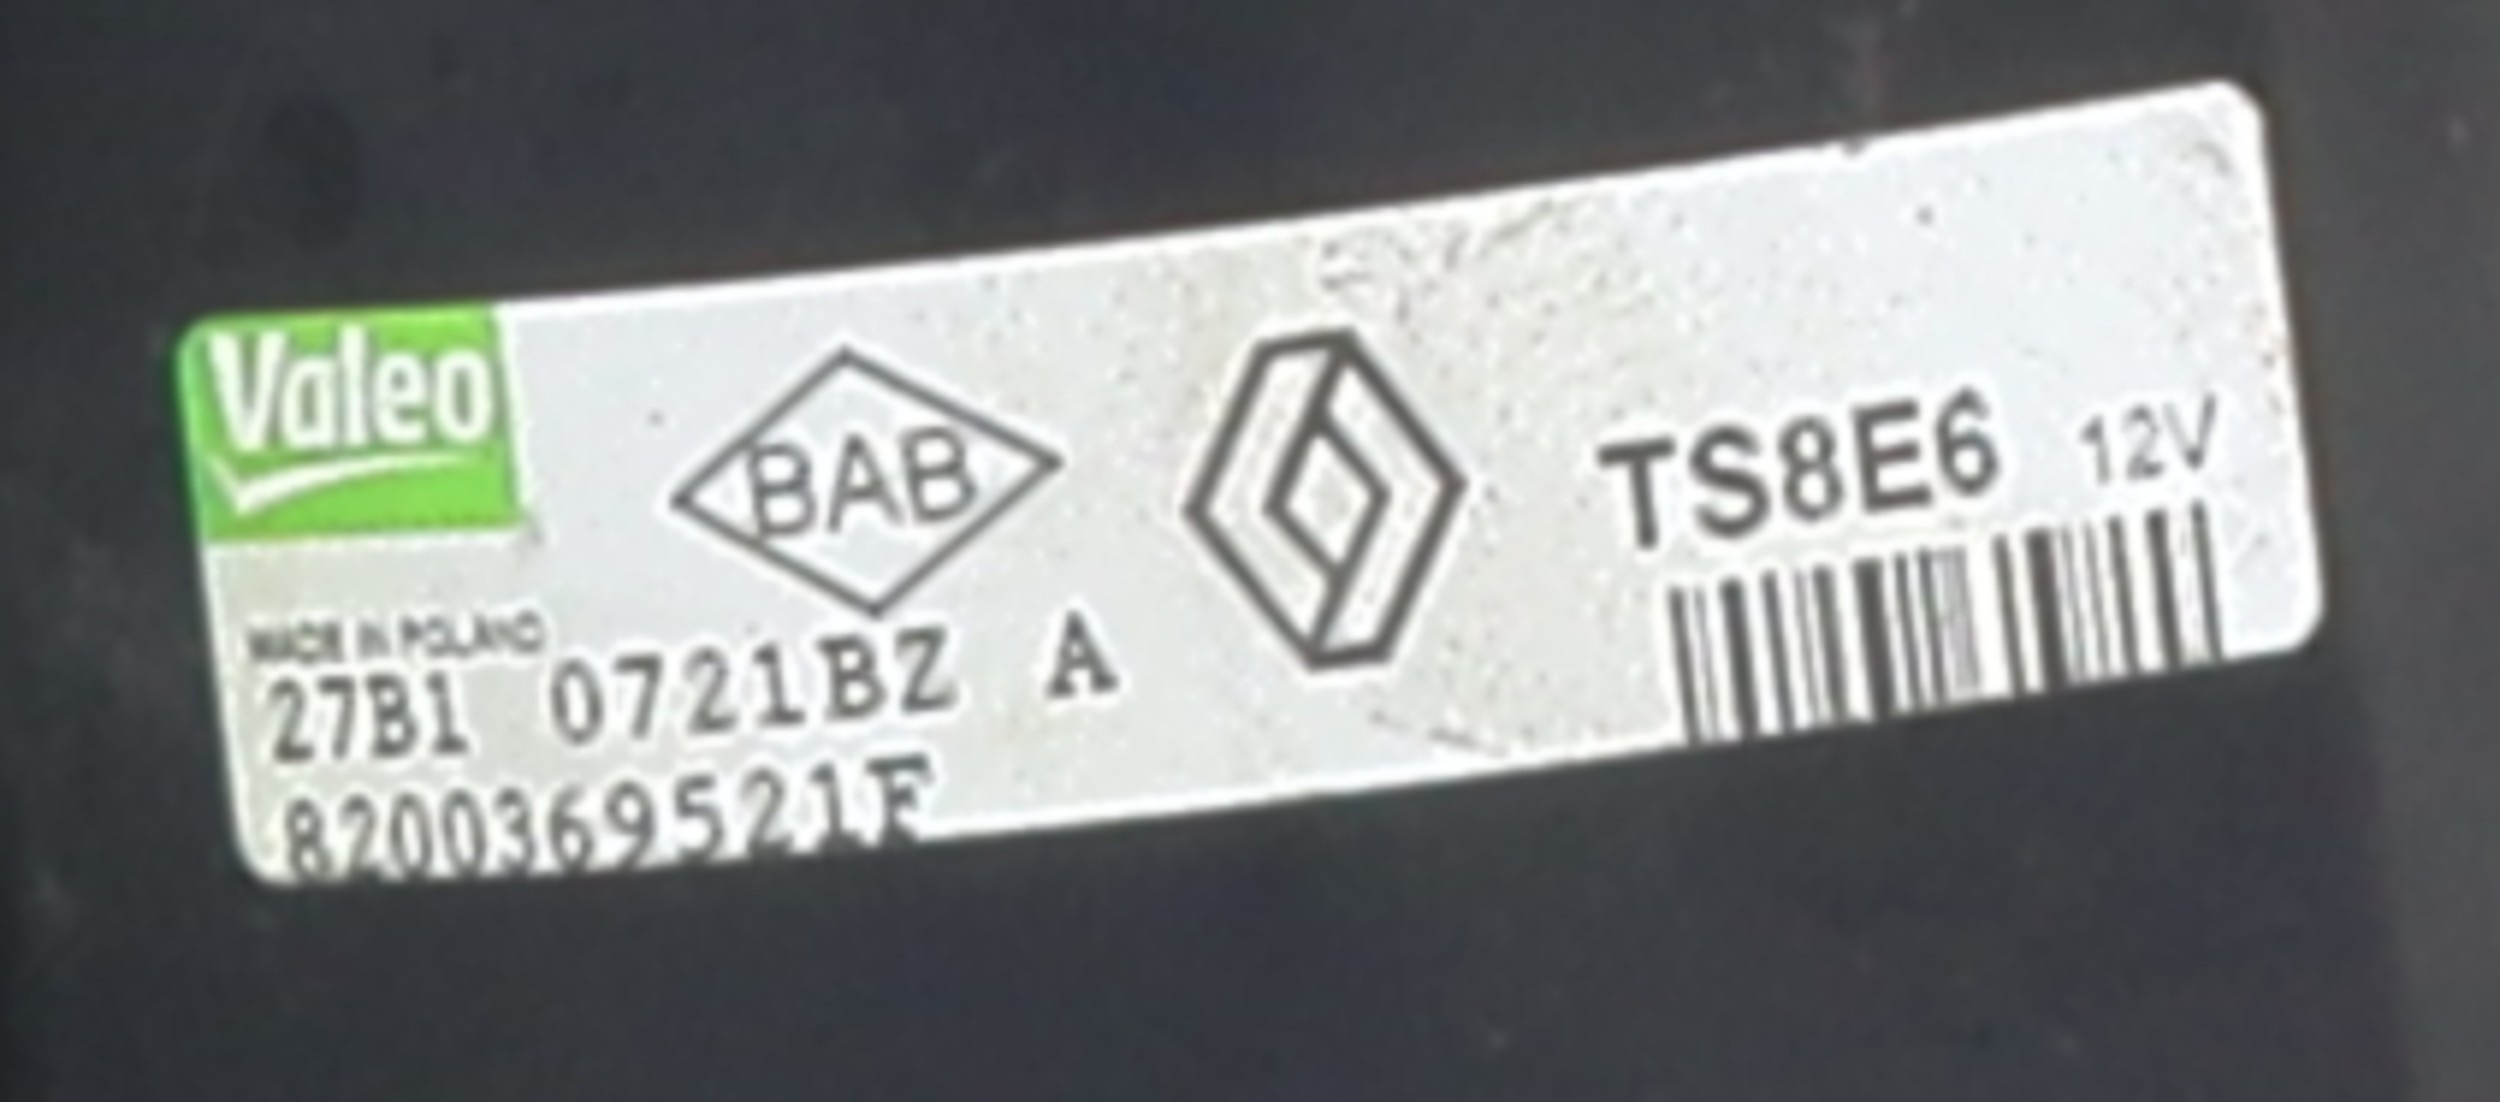 Valeo
BAB
TS8E6 12V
MADE IN POLAND
27B1 0721BZ A
8200369521F